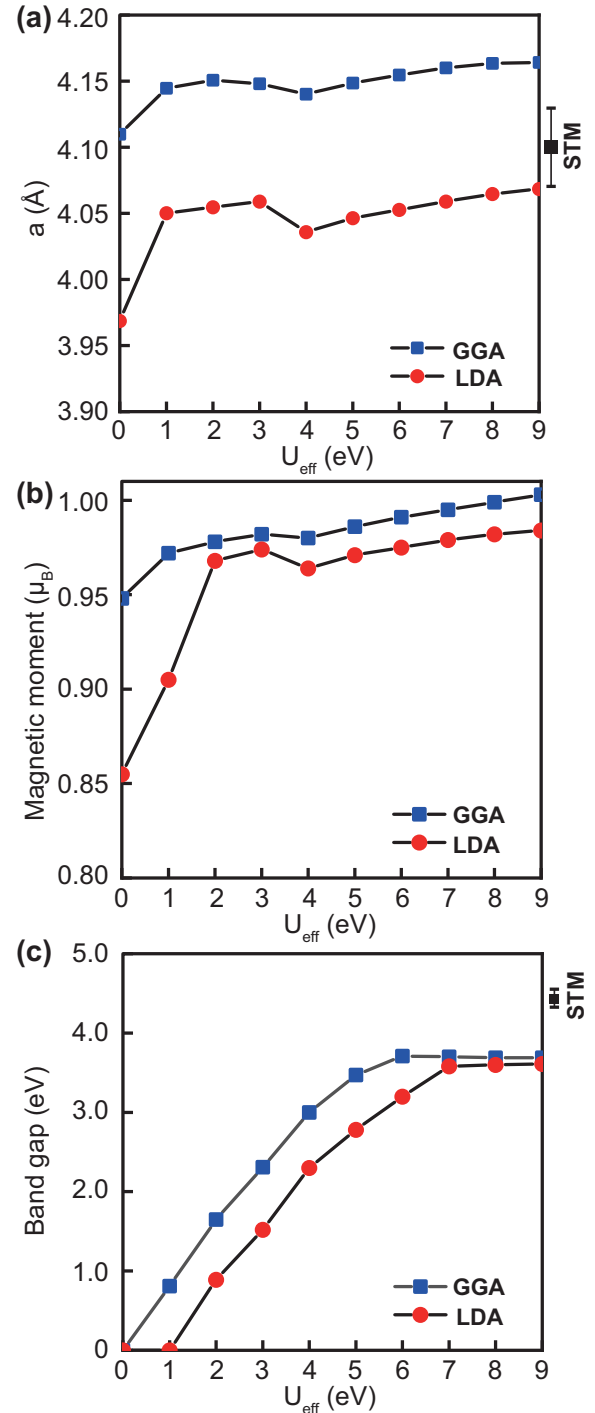 (a)
4.20
4.15
4.10
4.05
4.00
3.95
3.90
a (Å)
STM
GGA
LDA
0 1 2 3 4 5 6 7 8 9
U_eff (eV)
(b)
1.00
0.95
0.90
0.85
0.80
Magnetic moment (μ_B)
GGA
LDA
0 1 2 3 4 5 6 7 8 9
U_eff (eV)
(c)
5.0
4.0
3.0
2.0
1.0
0
Band gap (eV)
STM
GGA
LDA
0 1 2 3 4 5 6 7 8 9
U_eff (eV)